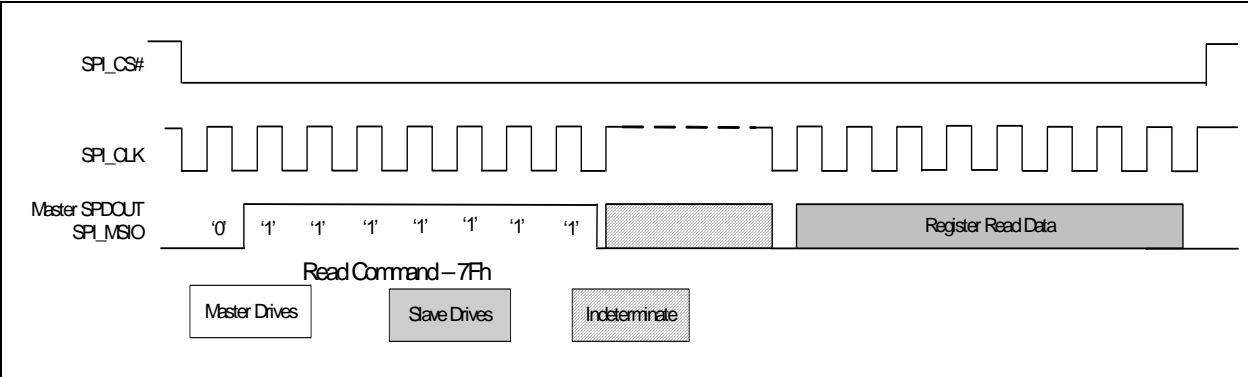 SPI_CS#
SPI_CLK
Master SPDOUT
SPI_MSIO
‘0’ ‘1’ ‘1’ ‘1’ ‘1’ ‘1’ ‘1’ ‘1’
Register Read Data
Read Command – 7Fh
Master Drives
Slave Drives
Indeterminate